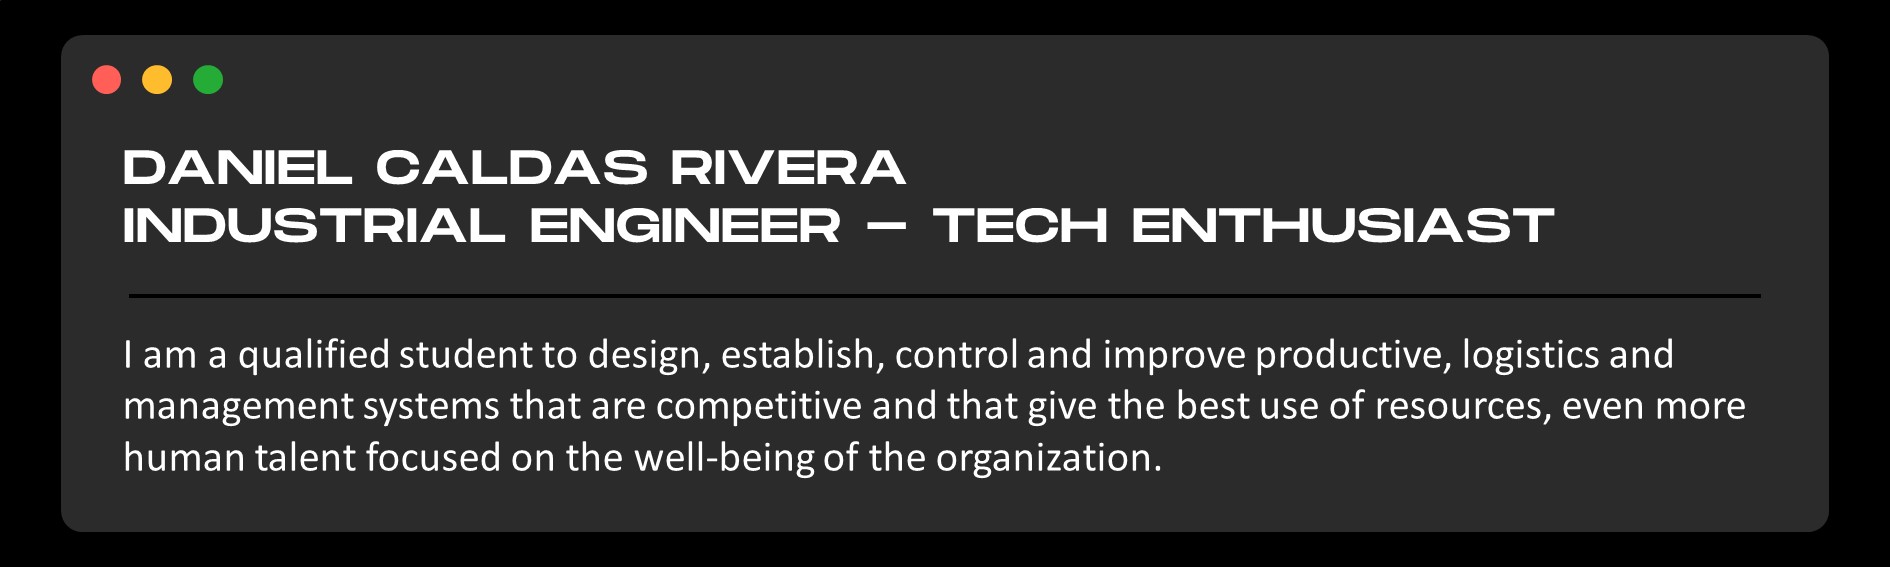 DANIEL CALDAS RIVERA
INDUSTRIAL ENGINEER – TECH ENTHUSIAST
I am a qualified student to design, establish, control and improve productive, logistics and
management systems that are competitive and that give the best use of resources, even more
human talent focused on the well-being of the organization.